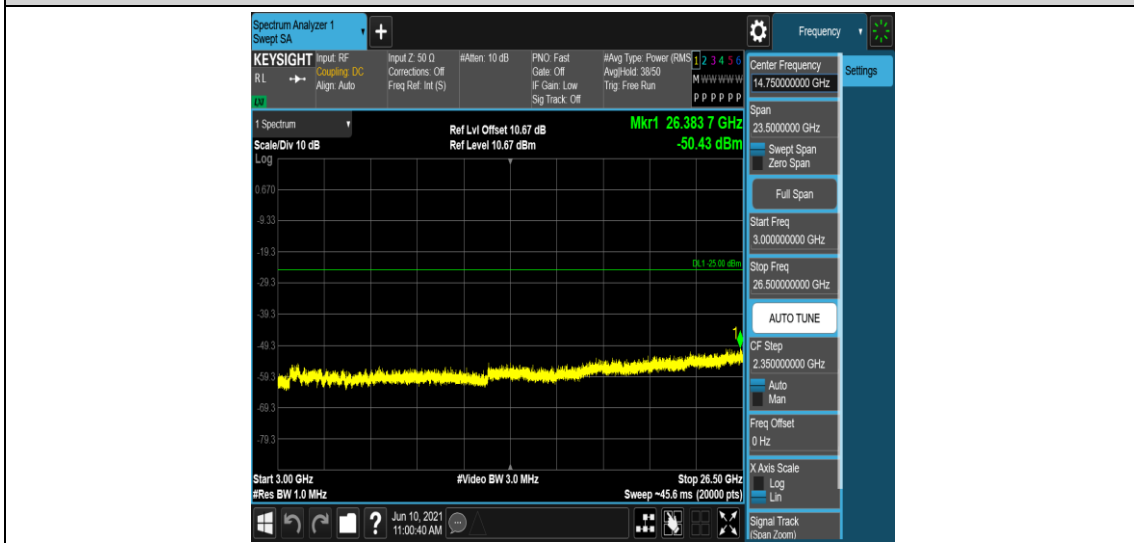 Spectrum Analyzer 1
Swept SA
+
Frequency
KEYSIGHT
RL
LXI
Input: RF
Coupling: DC
Align: Auto
Input Z: 50 Ω
Corrections: Off
Freq Ref: Int (S)
#Atten: 10 dB
PNO: Fast
Gate: Off
IF Gain: Low
Sig Track: Off
#Avg Type: Power (RMS
Avg|Hold: 38/50
Trig: Free Run
1 2 3 4 5 6
M W W W W W
P P P P P P
1 Spectrum
Scale/Div 10 dB
Ref Lvl Offset 10.67 dB
Ref Level 10.67 dBm
Mkr1 26.383 7 GHz
-50.43 dBm
Log
0.670
-9.33
-19.3
DL1 -25.00 dBm
-29.3
-39.3
1
-49.3
-59.3
-69.3
-79.3
Start 3.00 GHz
#Video BW 3.0 MHz
Stop 26.50 GHz
#Res BW 1.0 MHz
Sweep ~45.6 ms (20000 pts)
Center Frequency
14.750000000 GHz
Settings
Span
23.5000000 GHz
Swept Span
Zero Span
Full Span
Start Freq
3.000000000 GHz
Stop Freq
26.500000000 GHz
AUTO TUNE
CF Step
2.350000000 GHz
Auto
Man
Freq Offset
0 Hz
X Axis Scale
Log
Lin
Signal Track
(Span Zoom)
?
Jun 10, 2021
11:00:40 AM